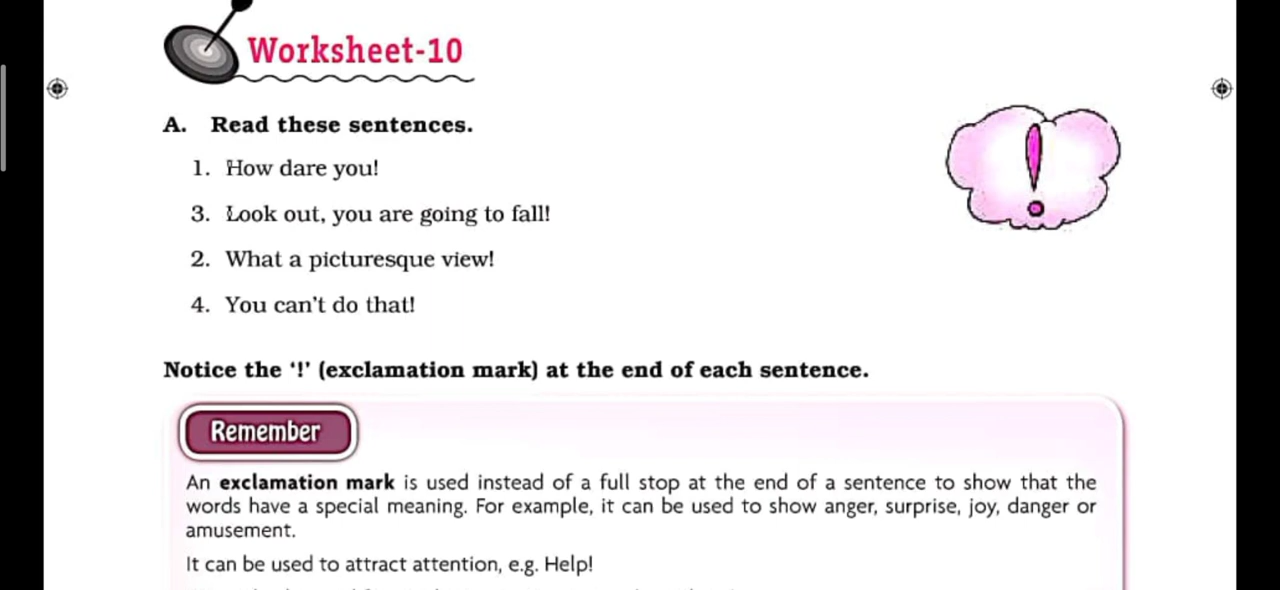 Worksheet-10
A. Read these sentences.
1. How dare you!
3. Look out, you are going to fall!
2. What a picturesque view!
4. You can't do that!
!
Notice the ‘!’ (exclamation mark) at the end of each sentence.
Remember
An exclamation mark is used instead of a full stop at the end of a sentence to show that the
words have a special meaning. For example, it can be used to show anger, surprise, joy, danger or
amusement.
It can be used to attract attention, e.g. Help!